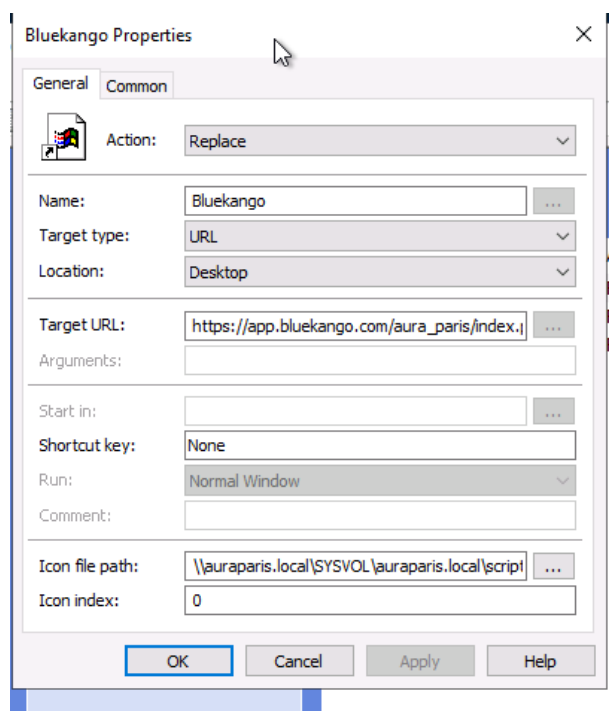 Bluekango Properties
General Common
Action: Replace
Name: Bluekango ...
Target type: URL
Location: Desktop
Target URL: https://app.bluekango.com/aura_paris/index.p ...
Arguments:
Start in: ...
Shortcut key: None
Run: Normal Window
Comment:
Icon file path: \\auraparis.local\SYSVOL\auraparis.local\script ...
Icon index: 0
OK Cancel Apply Help